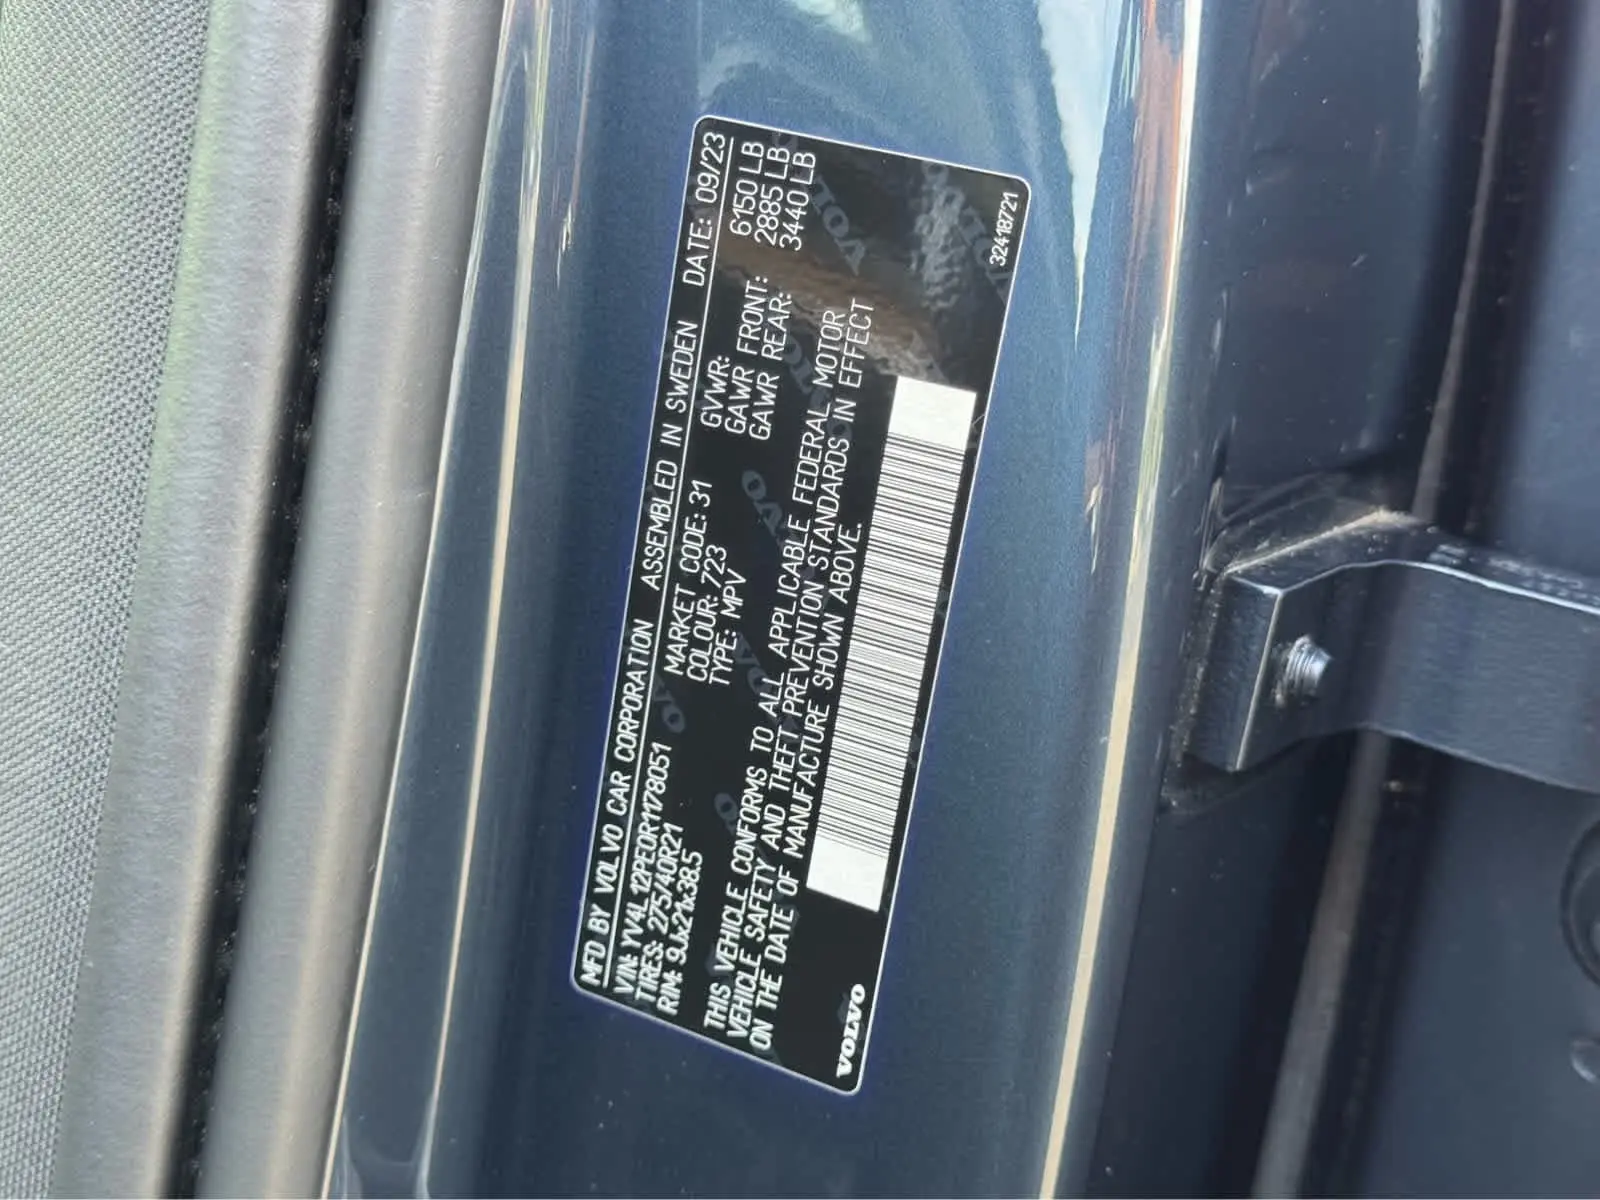 MFD BY VOLVO CAR CORPORATION ASSEMBLED IN SWEDEN DATE: 09/23
VIN: YV4L12PE0R1178051 MARKET CODE: 31 GVWR: 6150 LB
TIRES: 275/40R21 COLOUR: 723 GAWR FRONT: 2885 LB
RIM: 9Jx21x38.5 TYPE: MPV GAWR REAR: 3440 LB
THIS VEHICLE CONFORMS TO ALL APPLICABLE FEDERAL MOTOR
VEHICLE SAFETY AND THEFT PREVENTION STANDARDS IN EFFECT
ON THE DATE OF MANUFACTURE SHOWN ABOVE.
VOLVO
32418721